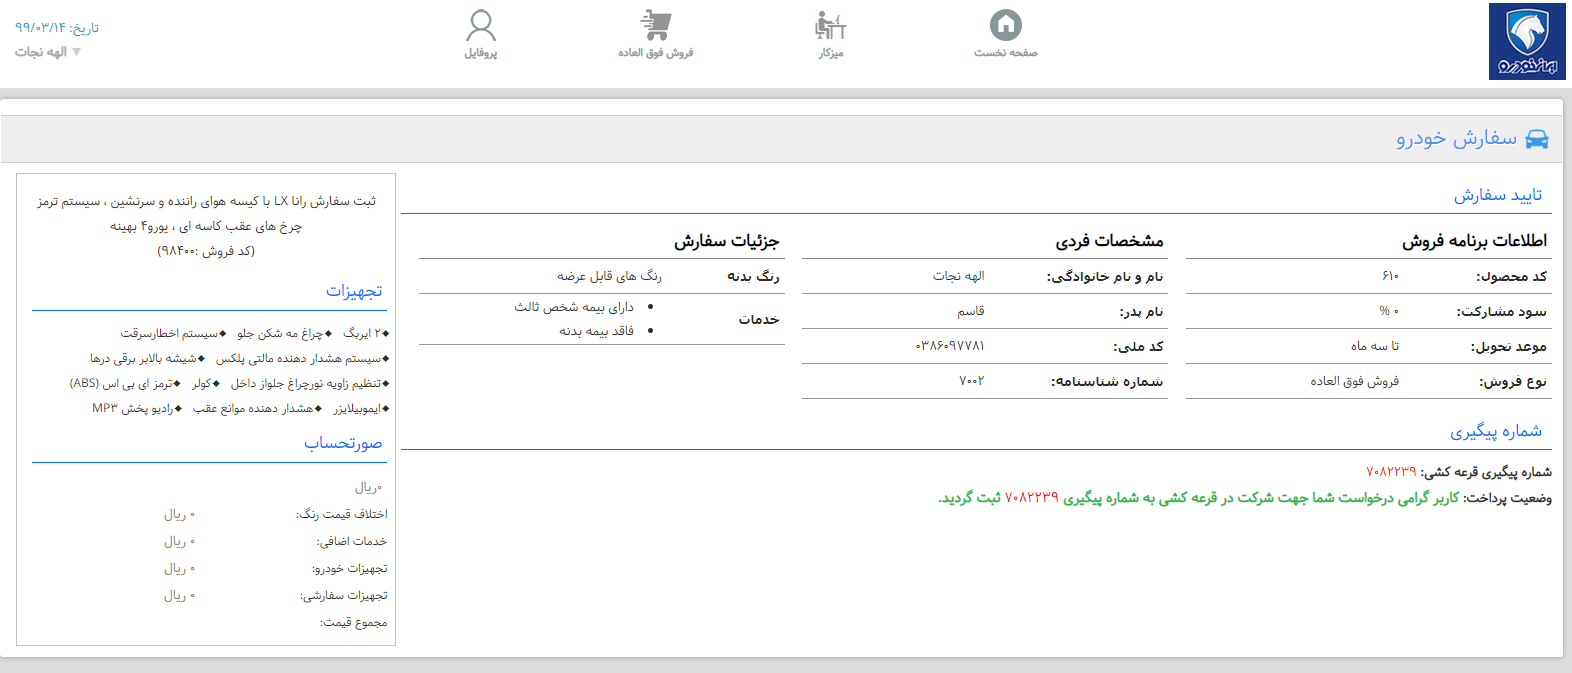 ایران خودرو
صفحه نخست
میزکار
فروش فوق العاده
پروفایل
تاریخ: ۹۹/۰۳/۱۴
الهه نجات
سفارش خودرو
تایید سفارش
اطلاعات برنامه فروش
کد محصول: ۶۱۰
سود مشارکت: ۰ %
موعد تحویل: تا سه ماه
نوع فروش: فروش فوق العاده
مشخصات فردی
نام و نام خانوادگی: الهه نجات
نام پدر: قاسم
کد ملی: ۰۳۸۶۰۹۷۷۸۱
شماره شناسنامه: ۷۰۰۲
جزئیات سفارش
رنگ بدنه رنگ های قابل عرضه
خدمات
• دارای بیمه شخص ثالث
• فاقد بیمه بدنه
شماره پیگیری
شماره پیگیری قرعه کشی: ۷۰۸۲۲۳۹
وضعیت پرداخت: کاربر گرامی درخواست شما جهت شرکت در قرعه کشی به شماره پیگیری ۷۰۸۲۲۳۹ ثبت گردید.
ثبت سفارش رانا LX با کیسه هوای راننده و سرنشین ، سیستم ترمز
چرخ های عقب کاسه ای ، یورو۴ بهینه
(کد فروش :۹۸۴۰۰)
تجهیزات
◆۲ ایربگ ◆چراغ مه شکن جلو ◆سیستم اخطارسرقت
◆سیستم هشدار دهنده مالتی پلکس ◆شیشه بالابر برقی درها
◆تنظیم زاویه نورچراغ جلواز داخل ◆کولر ◆ترمز ای بی اس (ABS)
◆ایموبیلایزر ◆هشدار دهنده موانع عقب ◆رادیو پخش MP۳
صورتحساب
۰ریال
اختلاف قیمت رنگ: ۰ ریال
خدمات اضافی: ۰ ریال
تجهیزات خودرو: ۰ ریال
تجهیزات سفارشی: ۰ ریال
مجموع قیمت: